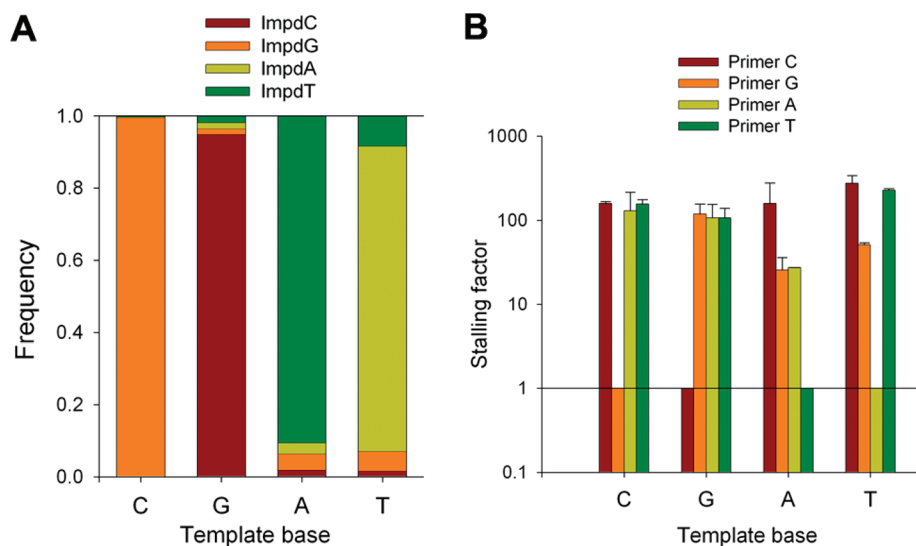 A
ImpdC
ImpdG
ImpdA
ImpdT
Frequency
1.0
0.8
0.6
0.4
0.2
0.0
C G A T
Template base
B
Primer C
Primer G
Primer A
Primer T
Stalling factor
1000
100
10
1
0.1
C G A T
Template base